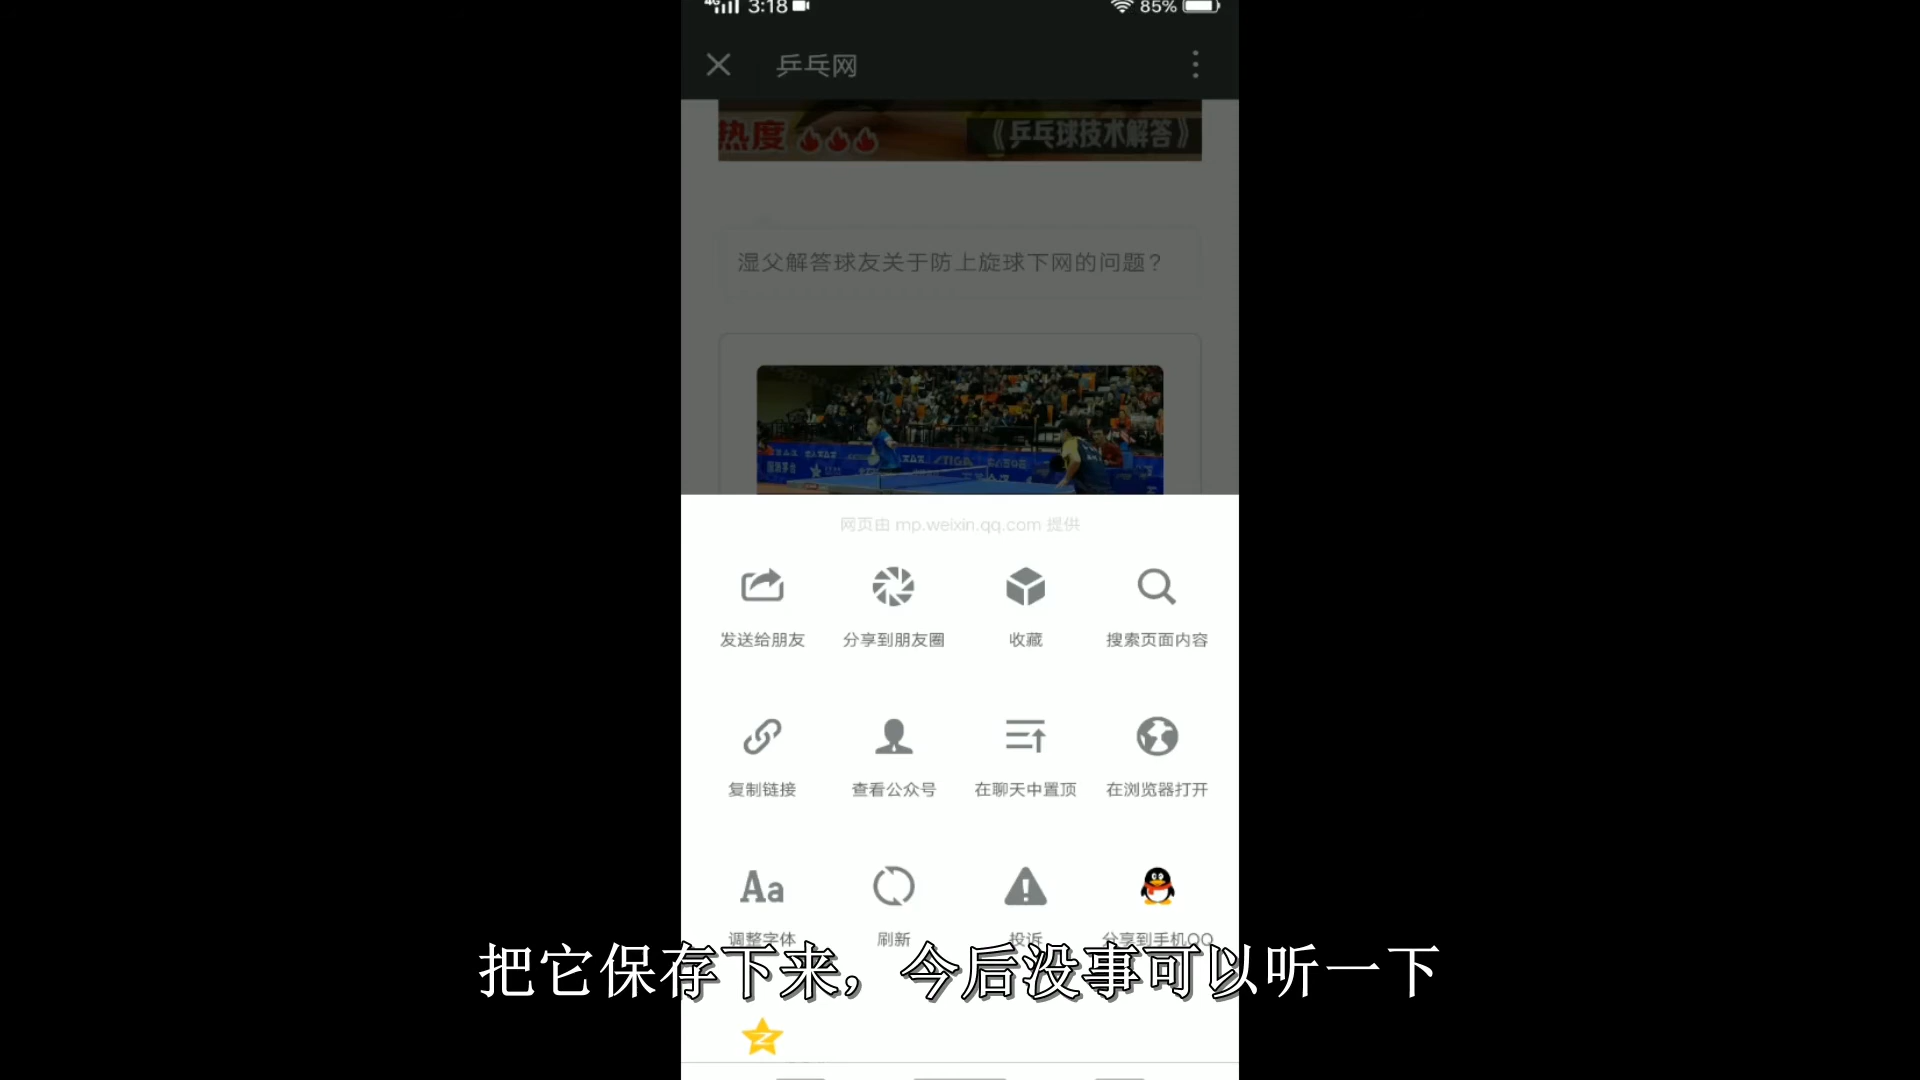 4G 3:18 85%
乒乓网
热度 《乒乓球技术解答》
湿父解答球友关于防上旋球下网的问题？
STIGA
网页由 mp.weixin.qq.com 提供
发送给朋友 分享到朋友圈 收藏 搜索页面内容
复制链接 查看公众号 在聊天中置顶 在浏览器打开
Aa
调整字体 刷新 投诉 分享到手机QQ
把它保存下来，今后没事可以听一下